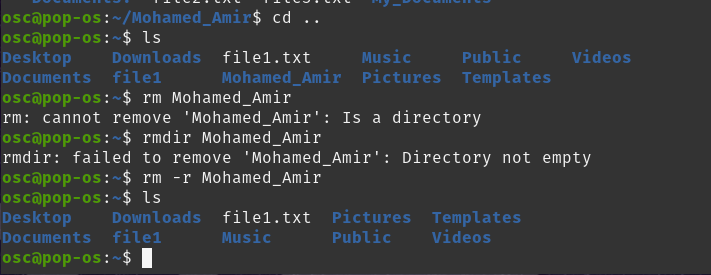 Documents. file2.txt file3.txt My_Documents
osc@pop-os:~/Mohamed_Amir$ cd ..
osc@pop-os:~$ ls
Desktop Downloads file1.txt Music Public Videos
Documents file1 Mohamed_Amir Pictures Templates
osc@pop-os:~$ rm Mohamed_Amir
rm: cannot remove 'Mohamed_Amir': Is a directory
osc@pop-os:~$ rmdir Mohamed_Amir
rmdir: failed to remove 'Mohamed_Amir': Directory not empty
osc@pop-os:~$ rm -r Mohamed_Amir
osc@pop-os:~$ ls
Desktop Downloads file1.txt Pictures Templates
Documents file1 Music Public Videos
osc@pop-os:~$